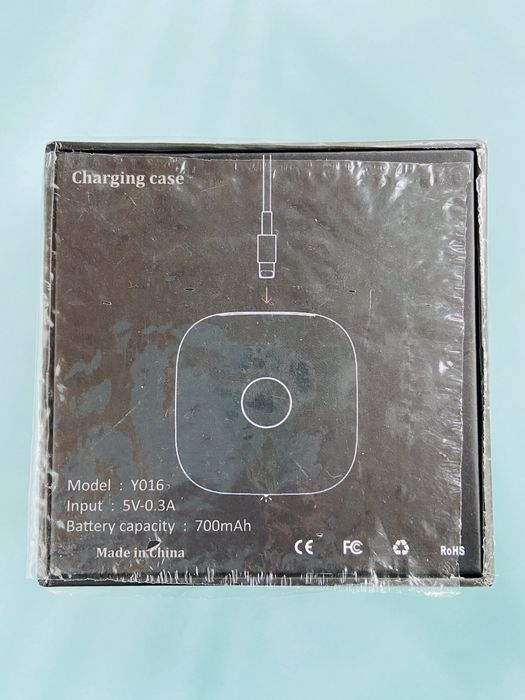 Charging case
Model : Y016
Input : 5V-0.3A
Battery capacity : 700mAh
Made in China
CE FC RoHS